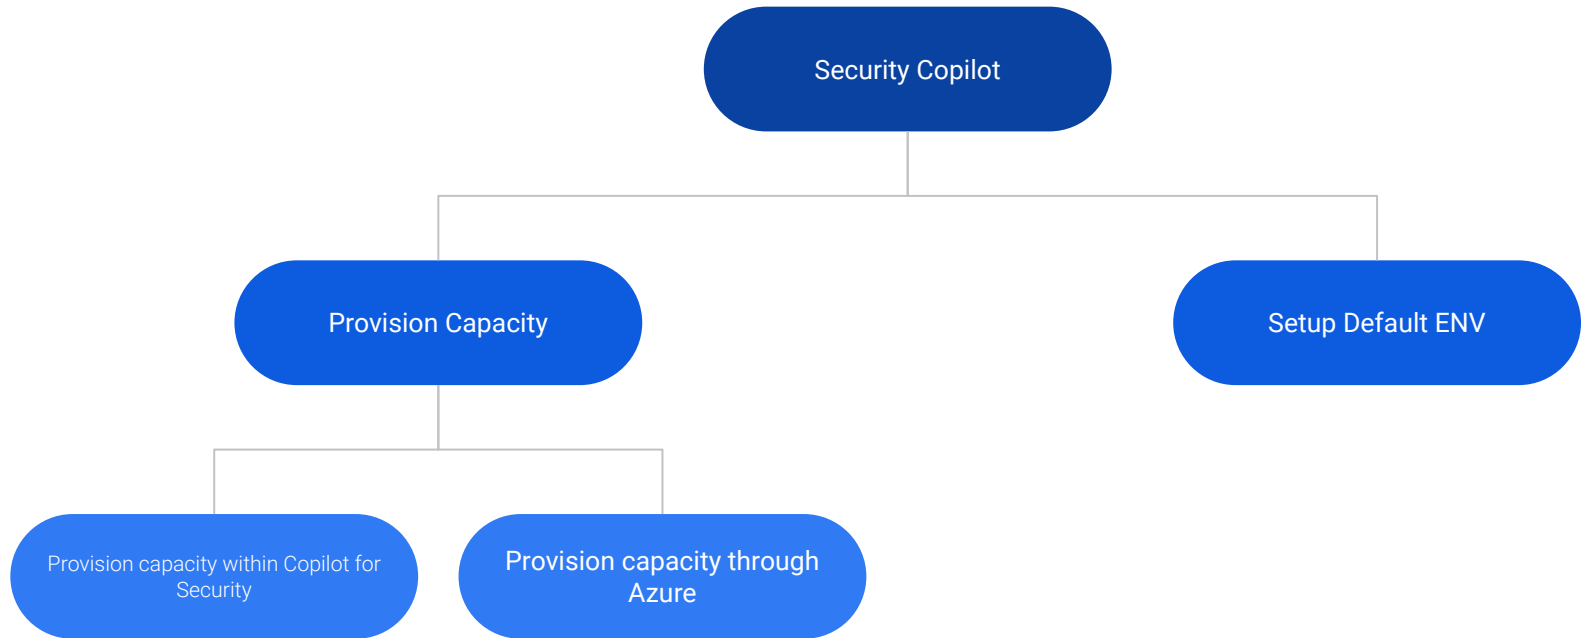 Security Copilot
Provision Capacity
Setup Default ENV
Provision capacity within Copilot for
Security
Provision capacity through
Azure